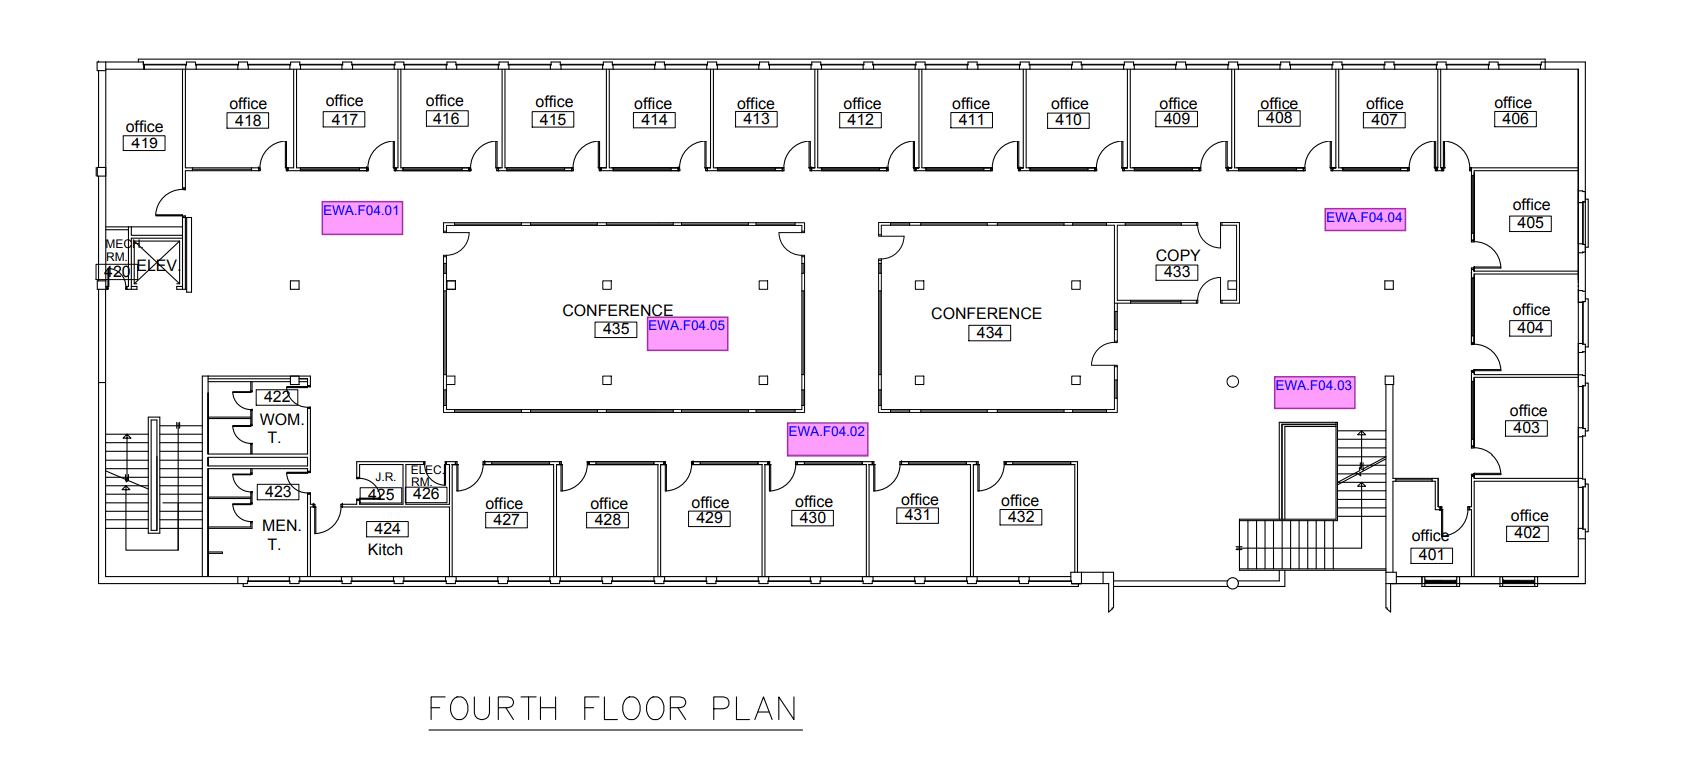 office
418
office
417
office
416
office
415
office
414
office
413
office
412
office
411
office
410
office
409
office
408
office
407
office
406
office
419
EWA.F04.01
EWA.F04.04
office
405
MECH.
RM.
420
ELEV.
COPY
433
CONFERENCE
435
EWA.F04.05
CONFERENCE
434
office
404
EWA.F04.03
422
WOM.
T.
office
403
EWA.F04.02
J.R.
425
ELEC.
RM.
426
423
MEN.
T.
424
Kitch
office
427
office
428
office
429
office
430
office
431
office
432
office
401
office
402
FOURTH FLOOR PLAN